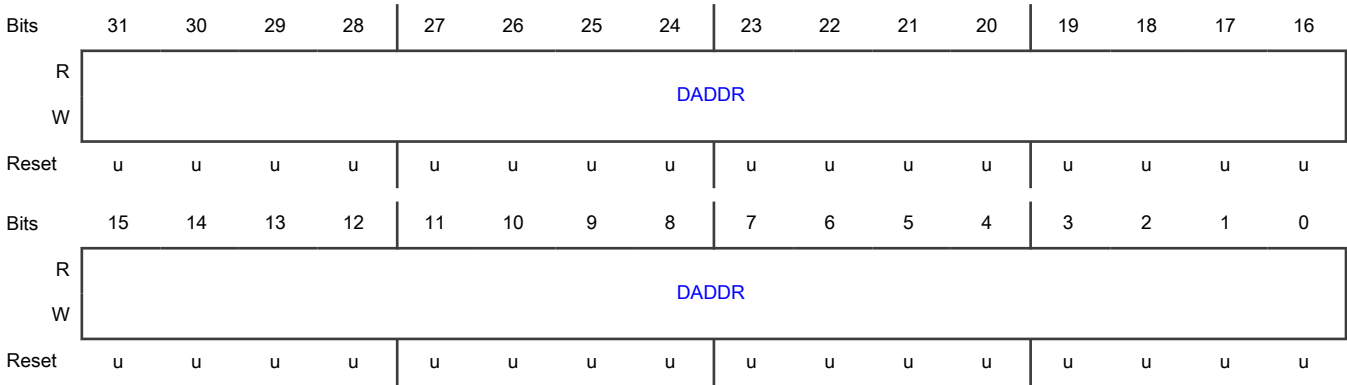 Bits 31 30 29 28 27 26 25 24 23 22 21 20 19 18 17 16
R
DADDR
W
Reset u u u u u u u u u u u u u u u u
Bits 15 14 13 12 11 10 9 8 7 6 5 4 3 2 1 0
R
DADDR
W
Reset u u u u u u u u u u u u u u u u